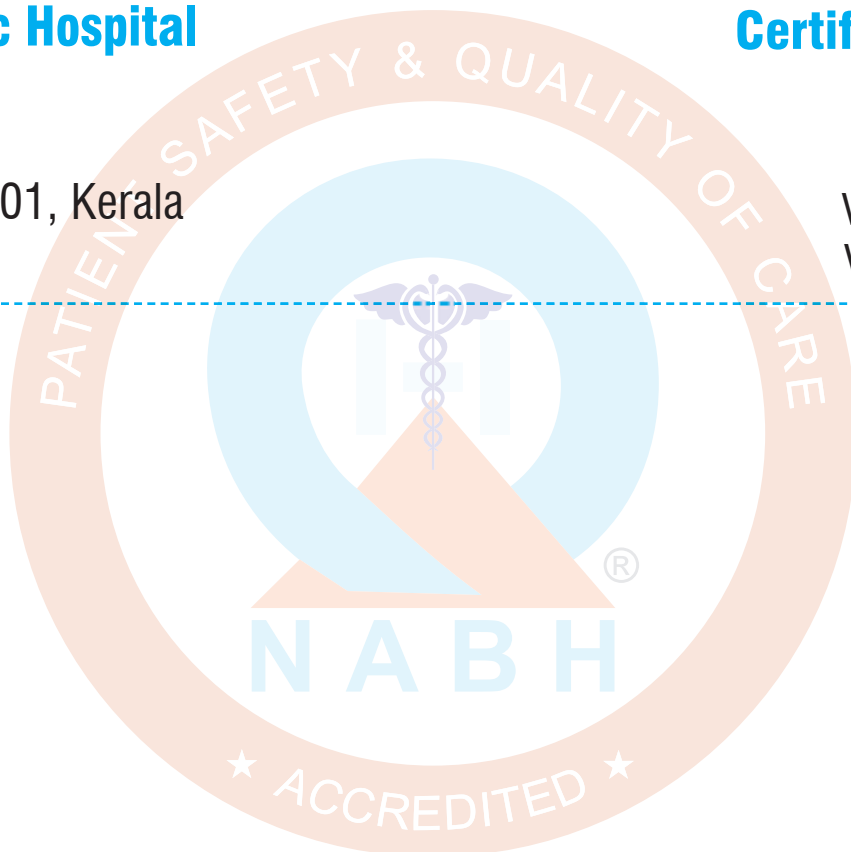 c Hospital
Certif
PATIENT SAFETY & QUALITY OF CARE
01, Kerala
V
V
H
®
NABH
★ ACCREDITED ★